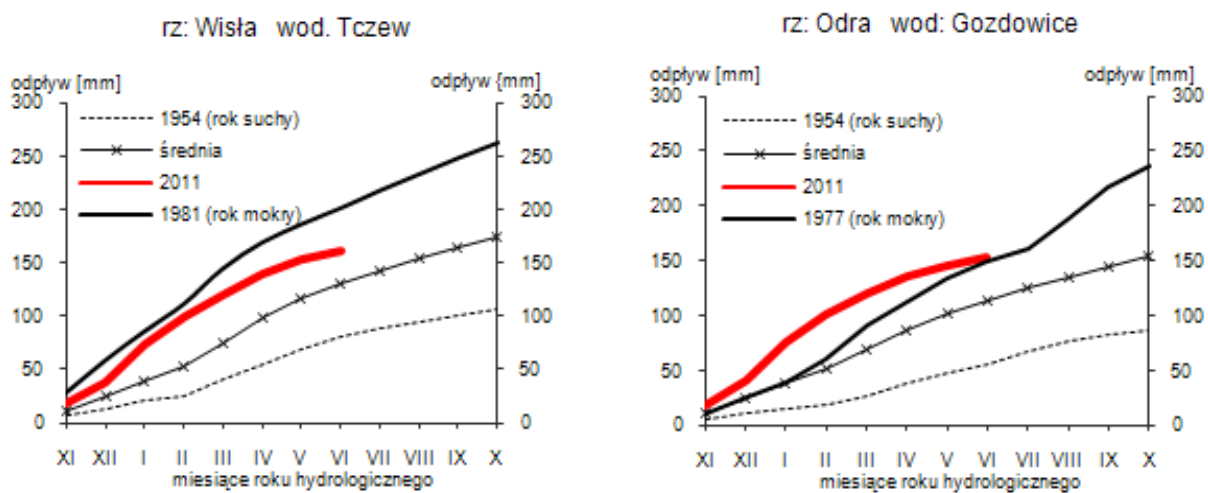 rz: Wisła wod. Tczew
odpływ [mm]
odpływ {mm]
300
250
200
150
100
50
0
1954 (rok suchy)
średnia
2011
1981 (rok mokry)
300
250
200
150
100
50
0
XI XII I II III IV V VI VII VIII IX X
miesiące roku hydrologicznego
rz: Odra wod: Gozdowice
odpływ [mm]
odpływ [mm]
300
250
200
150
100
50
0
1954 (rok suchy)
średnia
2011
1977 (rok mokry)
300
250
200
150
100
50
0
XI XII I II III IV V VI VII VIII IX X
miesiące roku hydrologicznego